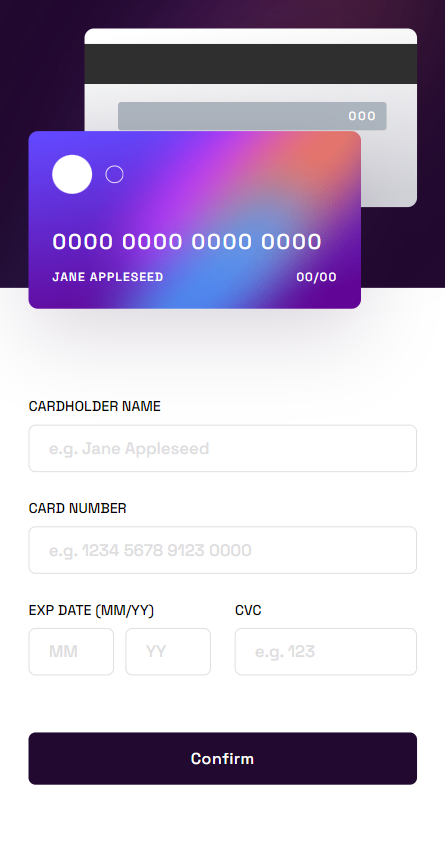 000
0000 0000 0000 0000
JANE APPLESEED 00/00
CARDHOLDER NAME
e.g. Jane Appleseed
CARD NUMBER
e.g. 1234 5678 9123 0000
EXP DATE (MM/YY) CVC
MM YY e.g. 123
Confirm